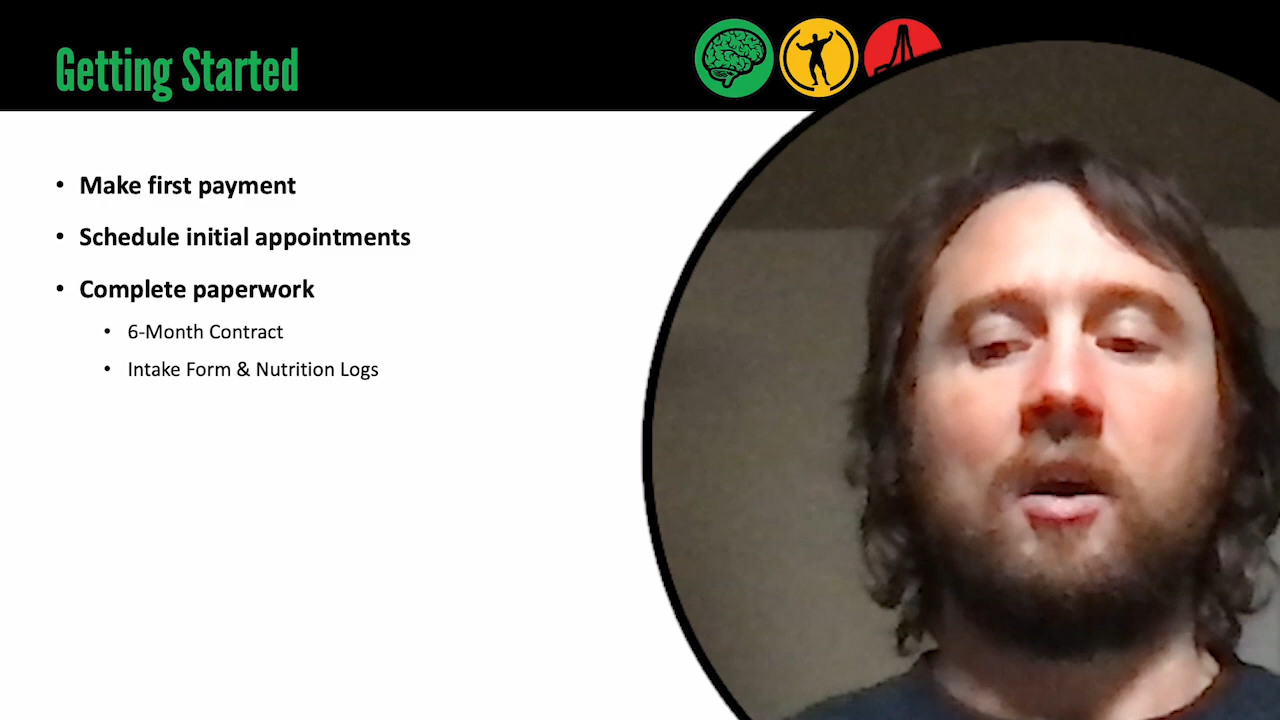 Getting Started
• Make first payment
• Schedule initial appointments
• Complete paperwork
• 6-Month Contract
• Intake Form & Nutrition Logs